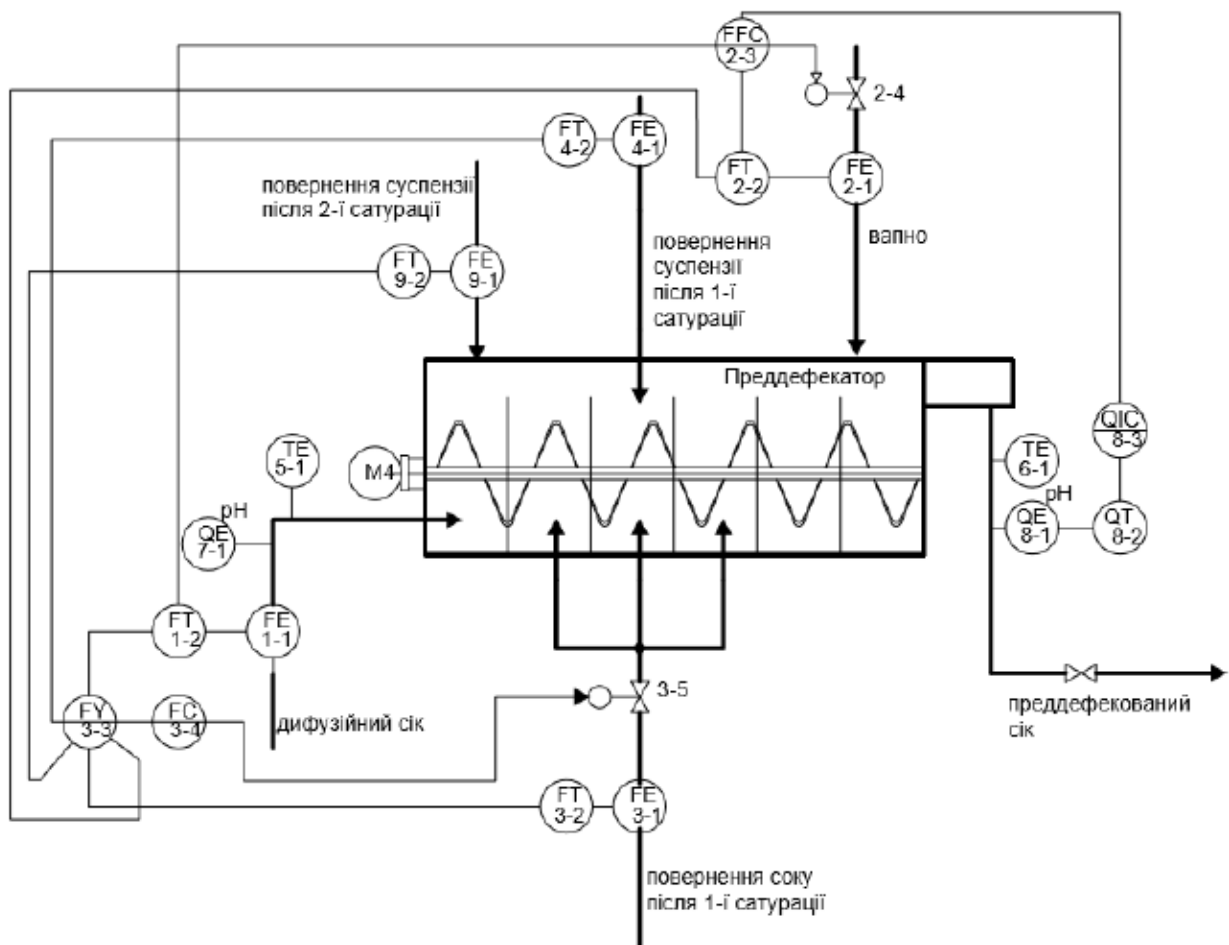 FFC
2-3
2-4
FT
4-2
FE
4-1
FT
2-2
FE
2-1
повернення суспензії
після 2-ї сатурації
вапно
повернення
суспензії
після 1-ї
сатурації
FT
9-2
FE
9-1
Преддефекатор
QIC
8-3
TE
5-1
M4
TE
6-1
pH
pH
QE
7-1
QE
8-1
QT
8-2
FT
1-2
FE
1-1
3-5
FY
3-3
FC
3-4
дифузійний сік
преддефекований
сік
FT
3-2
FE
3-1
повернення соку
після 1-ї сатурації